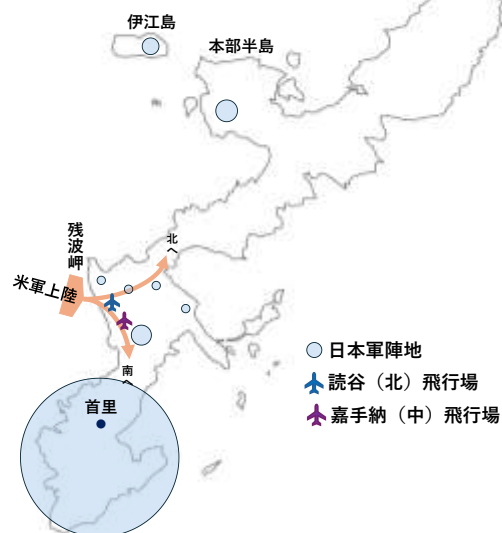 伊江島
本部半島
残波岬
北へ
米軍上陸
南へ
首里
日本軍陣地
読谷（北）飛行場
嘉手納（中）飛行場